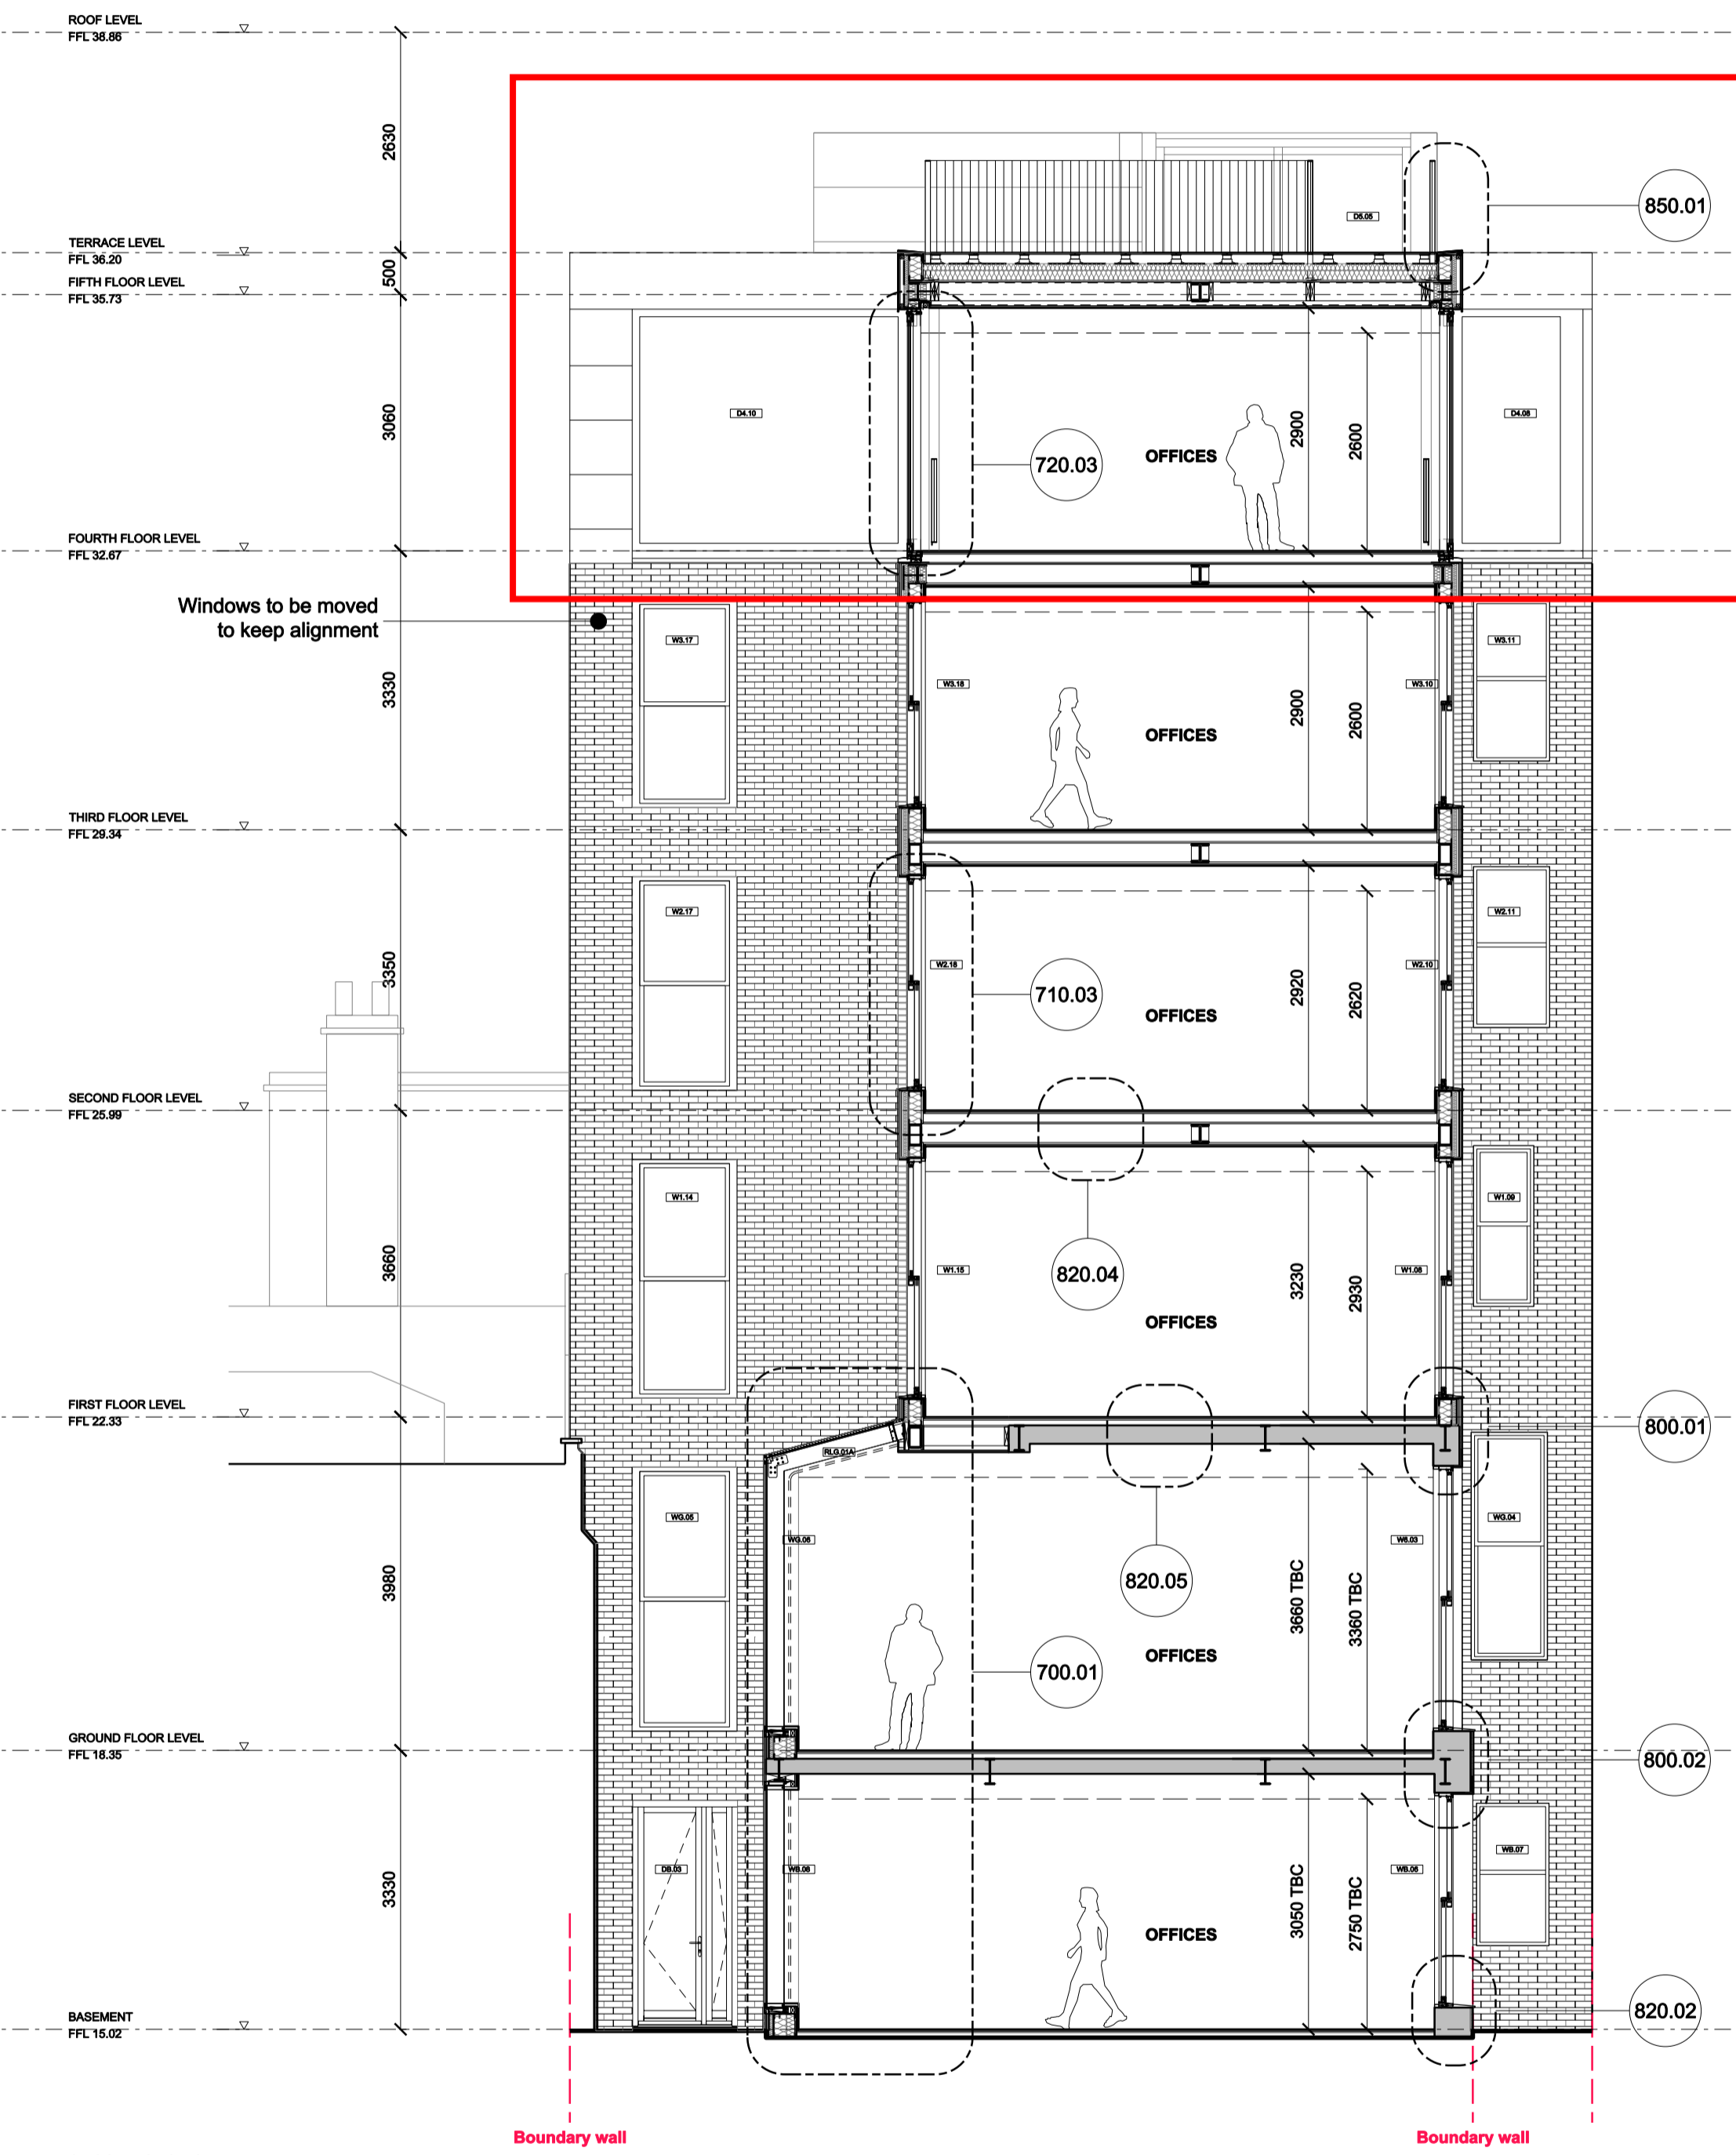 ROOF LEVEL
FFL 38.86
2630
850.01
D5.05
TERRACE LEVEL
FFL 36.20
500
FIFTH FLOOR LEVEL
FFL 35.73
3060
D4.10
D4.08
2900
2600
OFFICES
720.03
FOURTH FLOOR LEVEL
FFL 32.67
Windows to be moved
to keep alignment
W3.17
W3.11
3330
W3.18
W3.10
2900
2600
OFFICES
THIRD FLOOR LEVEL
FFL 29.34
W2.17
W2.11
3350
W2.18
W2.10
710.03
2920
2620
OFFICES
SECOND FLOOR LEVEL
FFL 25.99
W1.14
W1.09
3660
W1.15
820.04
3230
2930
OFFICES
FIRST FLOOR LEVEL
FFL 22.33
800.01
RLG.01A
WG.05
WG.04
WG.06
3980
820.05
3660 TBC
3360 TBC
OFFICES
700.01
GROUND FLOOR LEVEL
FFL 18.35
800.02
3330
DB.03
WB.08
WB.06
WB.07
3050 TBC
2750 TBC
OFFICES
820.02
BASEMENT
FFL 15.02
Boundary wall
Boundary wall